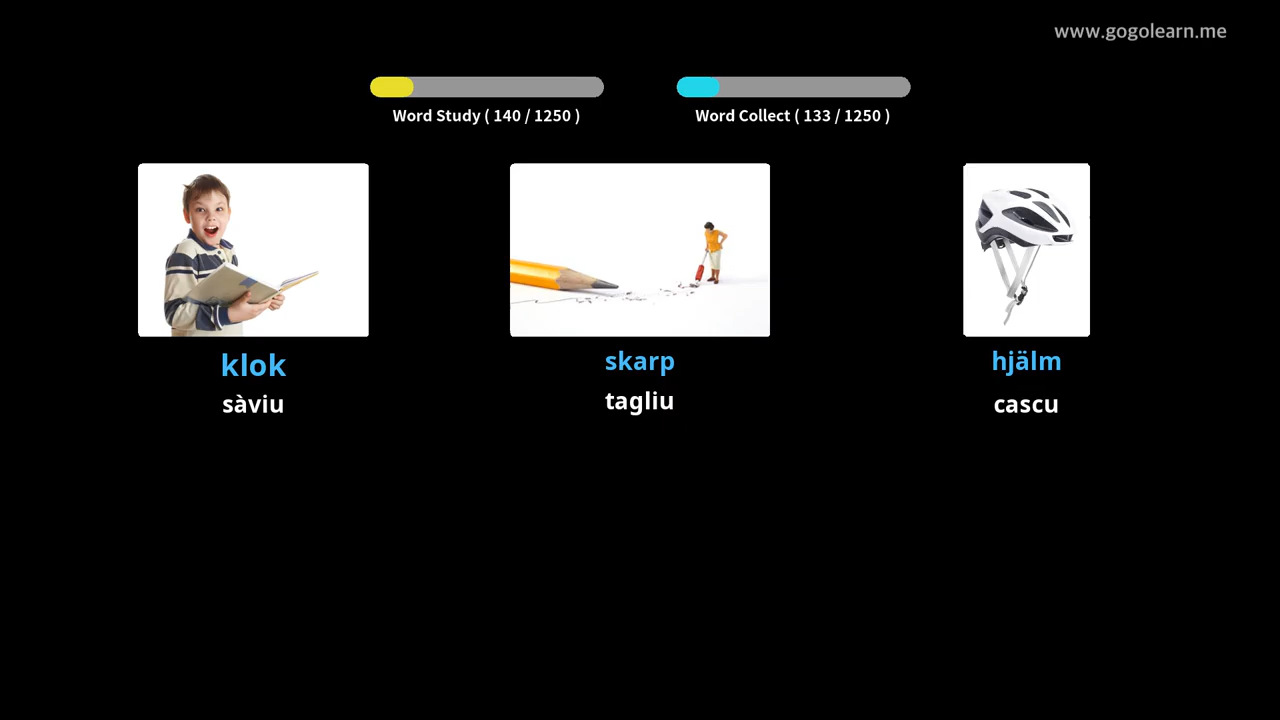 www.gogolearn.me
Word Study ( 140 / 1250 )
Word Collect ( 133 / 1250 )
klok
sàviu
skarp
tagliu
hjälm
cascu